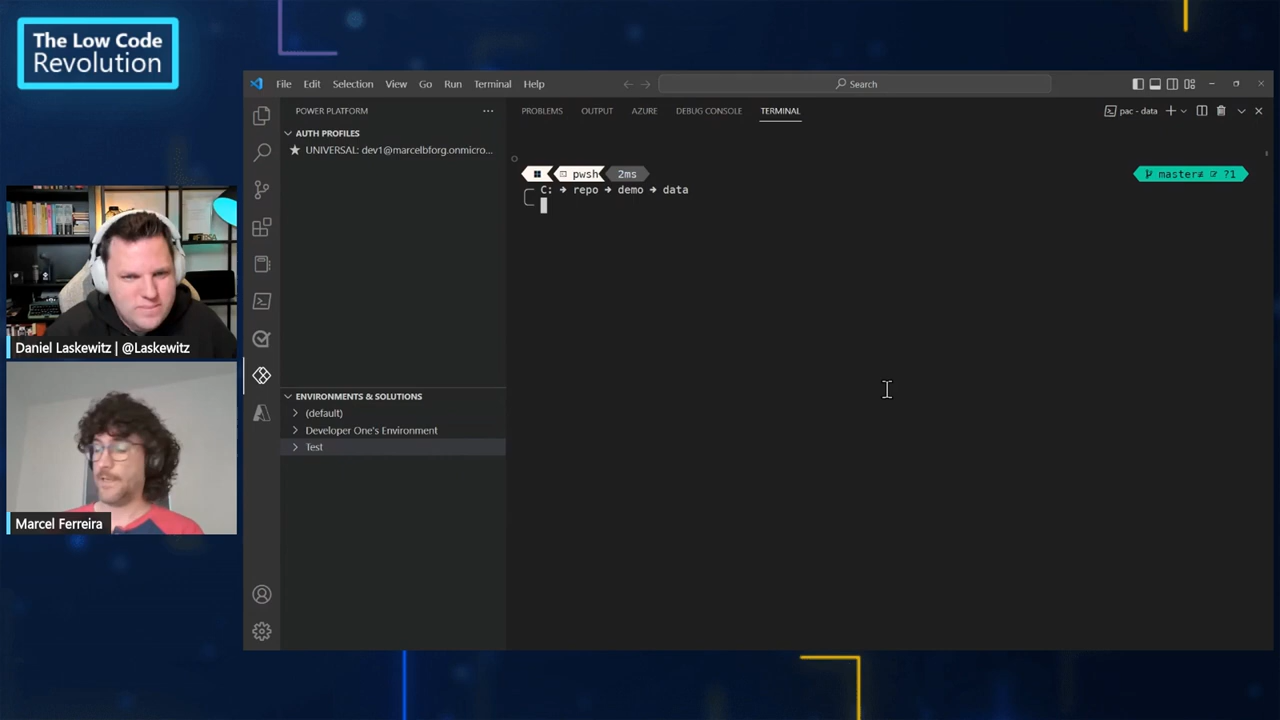 The Low Code
Revolution
File Edit Selection View Go Run Terminal Help
Search
POWER PLATFORM
PROBLEMS OUTPUT AZURE DEBUG CONSOLE TERMINAL
pac - data
AUTH PROFILES
UNIVERSAL: dev1@marcelbforg.onmicro...
pwsh 2ms
C: ➜ repo ➜ demo ➜ data
master≢ ?1
ENVIRONMENTS & SOLUTIONS
(default)
Developer One's Environment
Test
Daniel Laskewitz | @Laskewitz
Marcel Ferreira